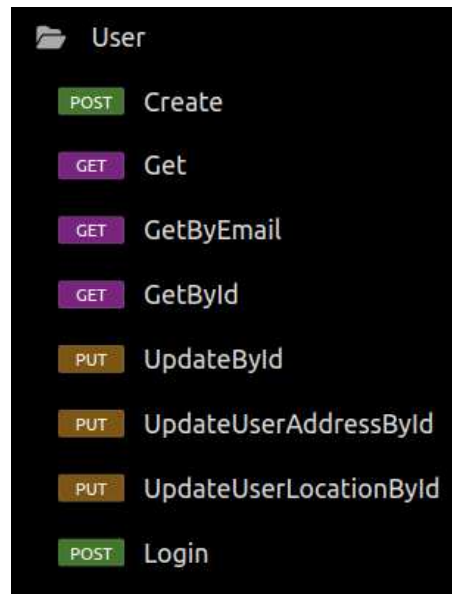 User
POST Create
GET Get
GET GetByEmail
GET GetById
PUT UpdateById
PUT UpdateUserAddressById
PUT UpdateUserLocationById
POST Login